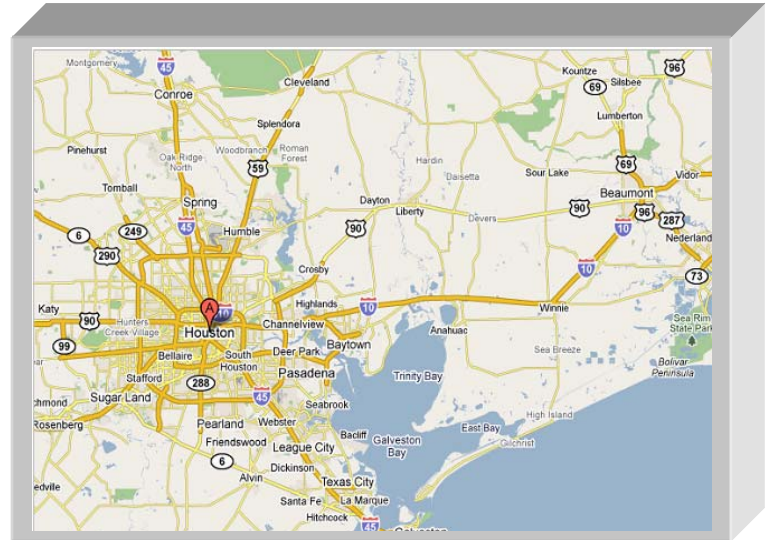 Montgomery
45
Cleveland
Kountze
96
Silsbee
69
Conroe
Lumberton
Splendora
Pinehurst
Oak Ridge
North
Woodbranch
Roman
Forest
59
Hardin
Daisetta
Sour Lake
69
Vidor
Tomball
Spring
Dayton
Liberty
Devers
90
Beaumont
96
287
6
249
45
Humble
90
10
Nederland
290
Crosby
10
73
Katy
A
10
Highlands
10
Winnie
90
Hunters
Creek Village
Houston
Channelview
Anahuac
Sea Rim
State Park
99
Bellaire
South
Houston
Deer Park
Baytown
Sea Breeze
Bolivar
Peninsula
Stafford
288
Pasadena
Trinity Bay
Sugar Land
45
Seabrook
hmond
Rosenberg
Pearland
Webster
High Island
Friendswood
Bacliff
Galveston
Bay
East Bay
Gilchrist
6
League City
Alvin
Dickinson
Texas City
edville
Santa Fe
La Marque
Hitchcock
45
Galveston